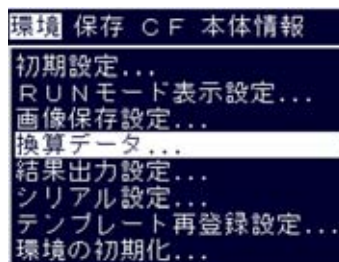 環境 保存 CF 本体情報
初期設定...
RUNモード表示設定...
画像保存設定...
換算データ...
結果出力設定...
シリアル設定...
テンプレート再登録設定...
環境の初期化...